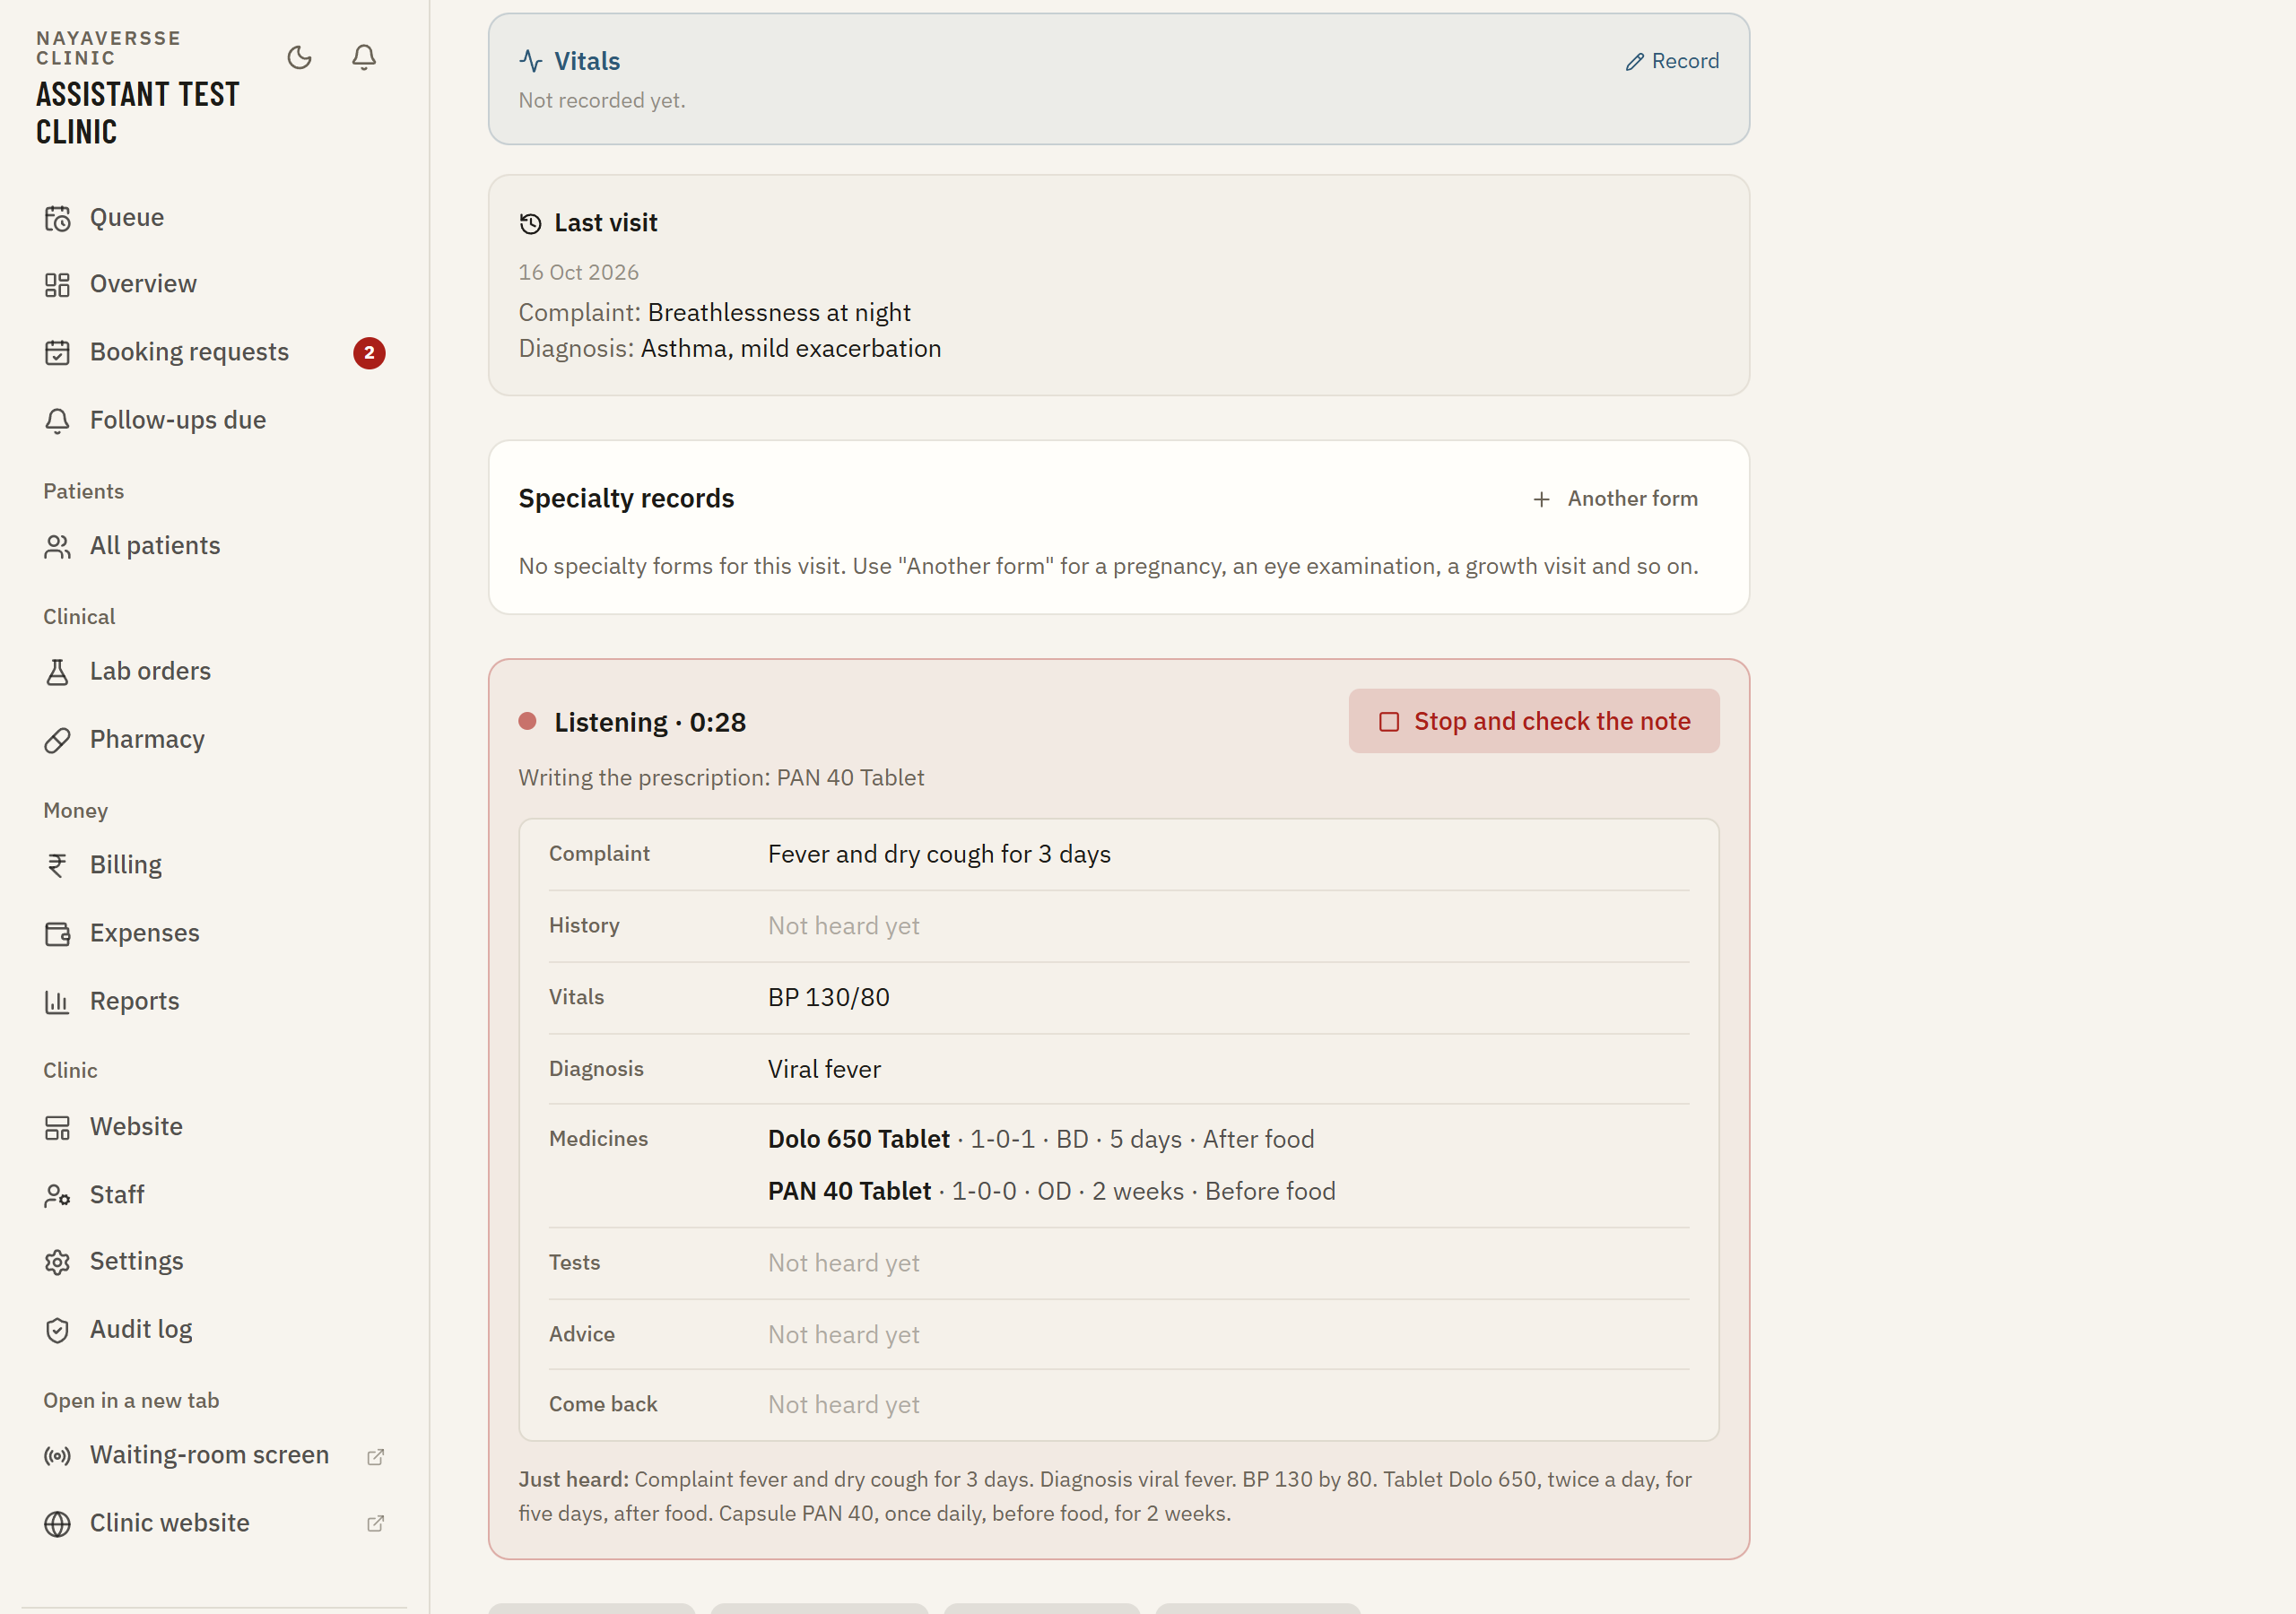 NAYAVERSSE
CLINIC
ASSISTANT TEST
CLINIC
Queue
Overview
Booking requests 2
Follow-ups due
Patients
All patients
Clinical
Lab orders
Pharmacy
Money
Billing
Expenses
Reports
Clinic
Website
Staff
Settings
Audit log
Open in a new tab
Waiting-room screen
Clinic website
Vitals Record
Not recorded yet.
Last visit
16 Oct 2026
Complaint: Breathlessness at night
Diagnosis: Asthma, mild exacerbation
Specialty records + Another form
No specialty forms for this visit. Use "Another form" for a pregnancy, an eye examination, a growth visit and so on.
Listening · 0:28 Stop and check the note
Writing the prescription: PAN 40 Tablet
Complaint Fever and dry cough for 3 days
History Not heard yet
Vitals BP 130/80
Diagnosis Viral fever
Medicines Dolo 650 Tablet · 1-0-1 · BD · 5 days · After food
PAN 40 Tablet · 1-0-0 · OD · 2 weeks · Before food
Tests Not heard yet
Advice Not heard yet
Come back Not heard yet
Just heard: Complaint fever and dry cough for 3 days. Diagnosis viral fever. BP 130 by 80. Tablet Dolo 650, twice a day, for
five days, after food. Capsule PAN 40, once daily, before food, for 2 weeks.